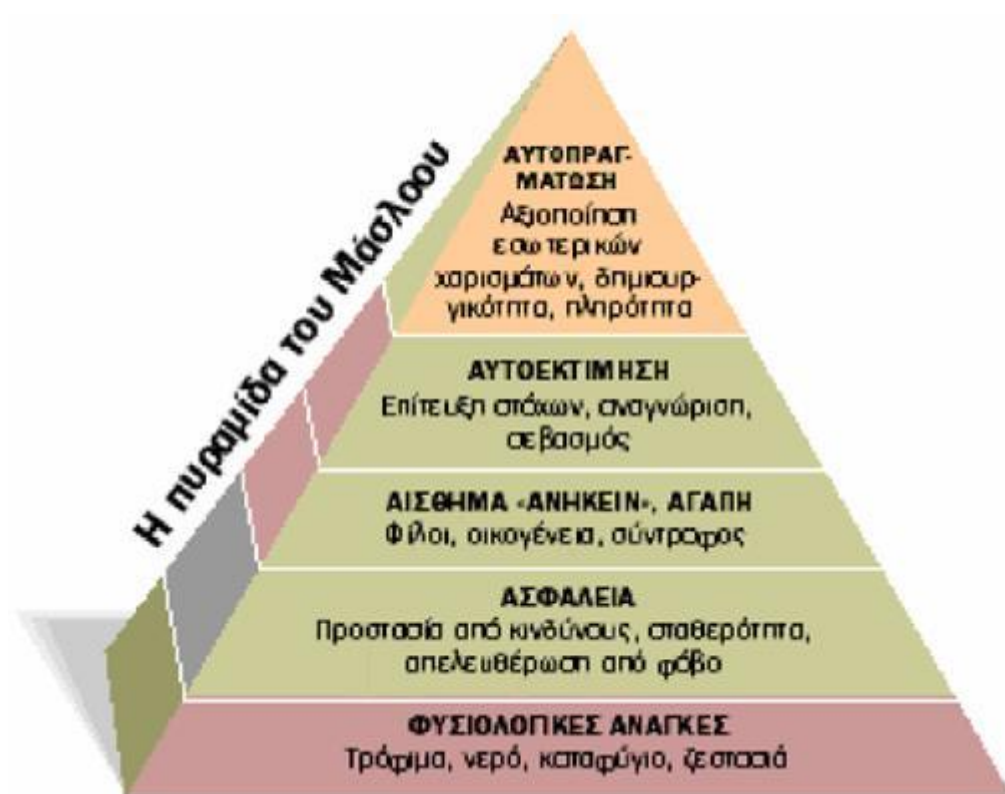 Η πυραμίδα του Μάσλοου
ΑΥΤΟΠΡΑΓ-
ΜΑΤΩΣΗ
Αξιοποίηση
εσωτερικών
χαρισμάτων, δημιουρ-
γικότητα, πληρότητα
ΑΥΤΟΕΚΤΙΜΗΣΗ
Επίτευξη στόχων, αναγνώριση,
σεβασμός
ΑΙΣΘΗΜΑ «ΑΝΗΚΕΙΝ», ΑΓΑΠΗ
Φίλοι, οικογένεια, σύντροφος
ΑΣΦΑΛΕΙΑ
Προστασία από κινδύνους, σταθερότητα,
απελευθέρωση από φόβο
ΦΥΣΙΟΛΟΓΙΚΕΣ ΑΝΑΓΚΕΣ
Τρόφιμα, νερό, καταφύγιο, ζεστασιά